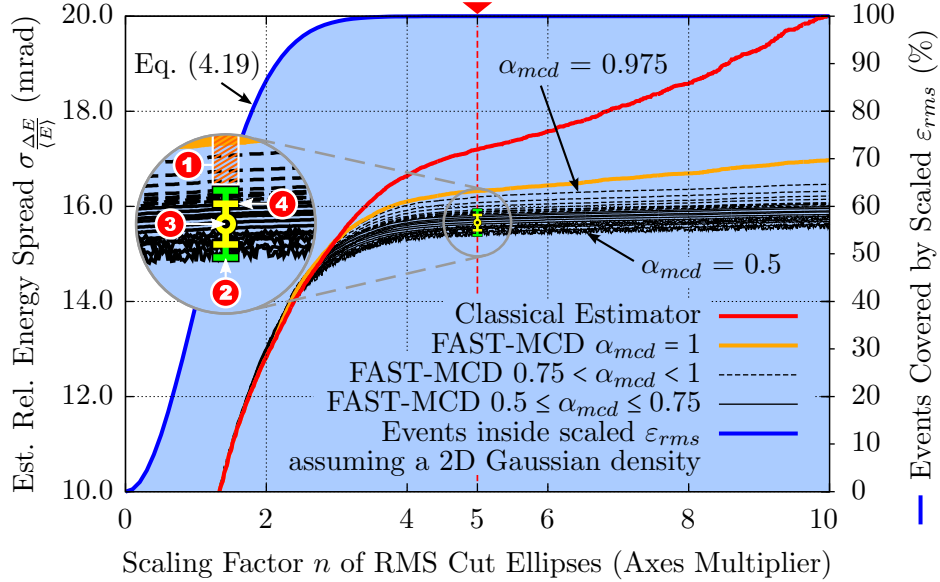 Est. Rel. Energy Spread σ ΔE/⟨E⟩ (mrad)
20.0
18.0
16.0
14.0
12.0
10.0
Eq. (4.19)
α_mcd = 0.975
1
4
3
2
α_mcd = 0.5
Classical Estimator
FAST-MCD α_mcd = 1
FAST-MCD 0.75 < α_mcd < 1
FAST-MCD 0.5 ≤ α_mcd ≤ 0.75
Events inside scaled ε_rms
assuming a 2D Gaussian density
100
90
80
70
60
50
40
30
20
10
0
Events Covered by Scaled ε_rms (%)
0 2 4 5 6 8 10
Scaling Factor n of RMS Cut Ellipses (Axes Multiplier)